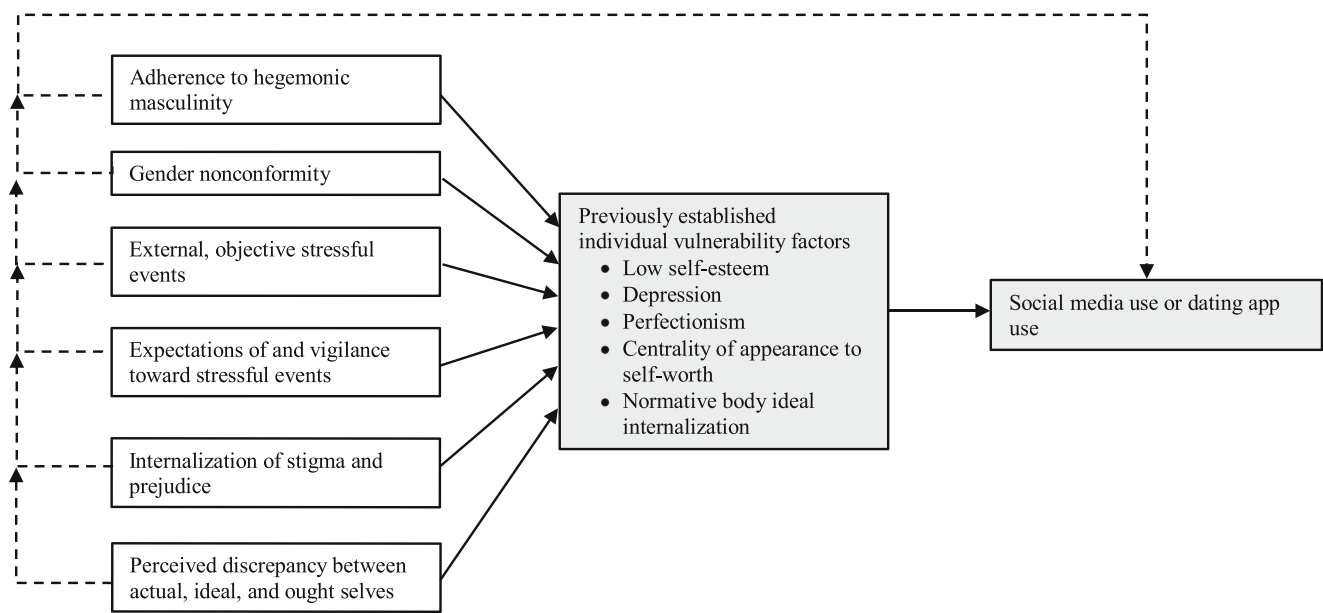 Adherence to hegemonic
masculinity
Gender nonconformity
External, objective stressful
events
Expectations of and vigilance
toward stressful events
Internalization of stigma and
prejudice
Perceived discrepancy between
actual, ideal, and ought selves
Previously established
individual vulnerability factors
• Low self-esteem
• Depression
• Perfectionism
• Centrality of appearance to
self-worth
• Normative body ideal
internalization
Social media use or dating app
use